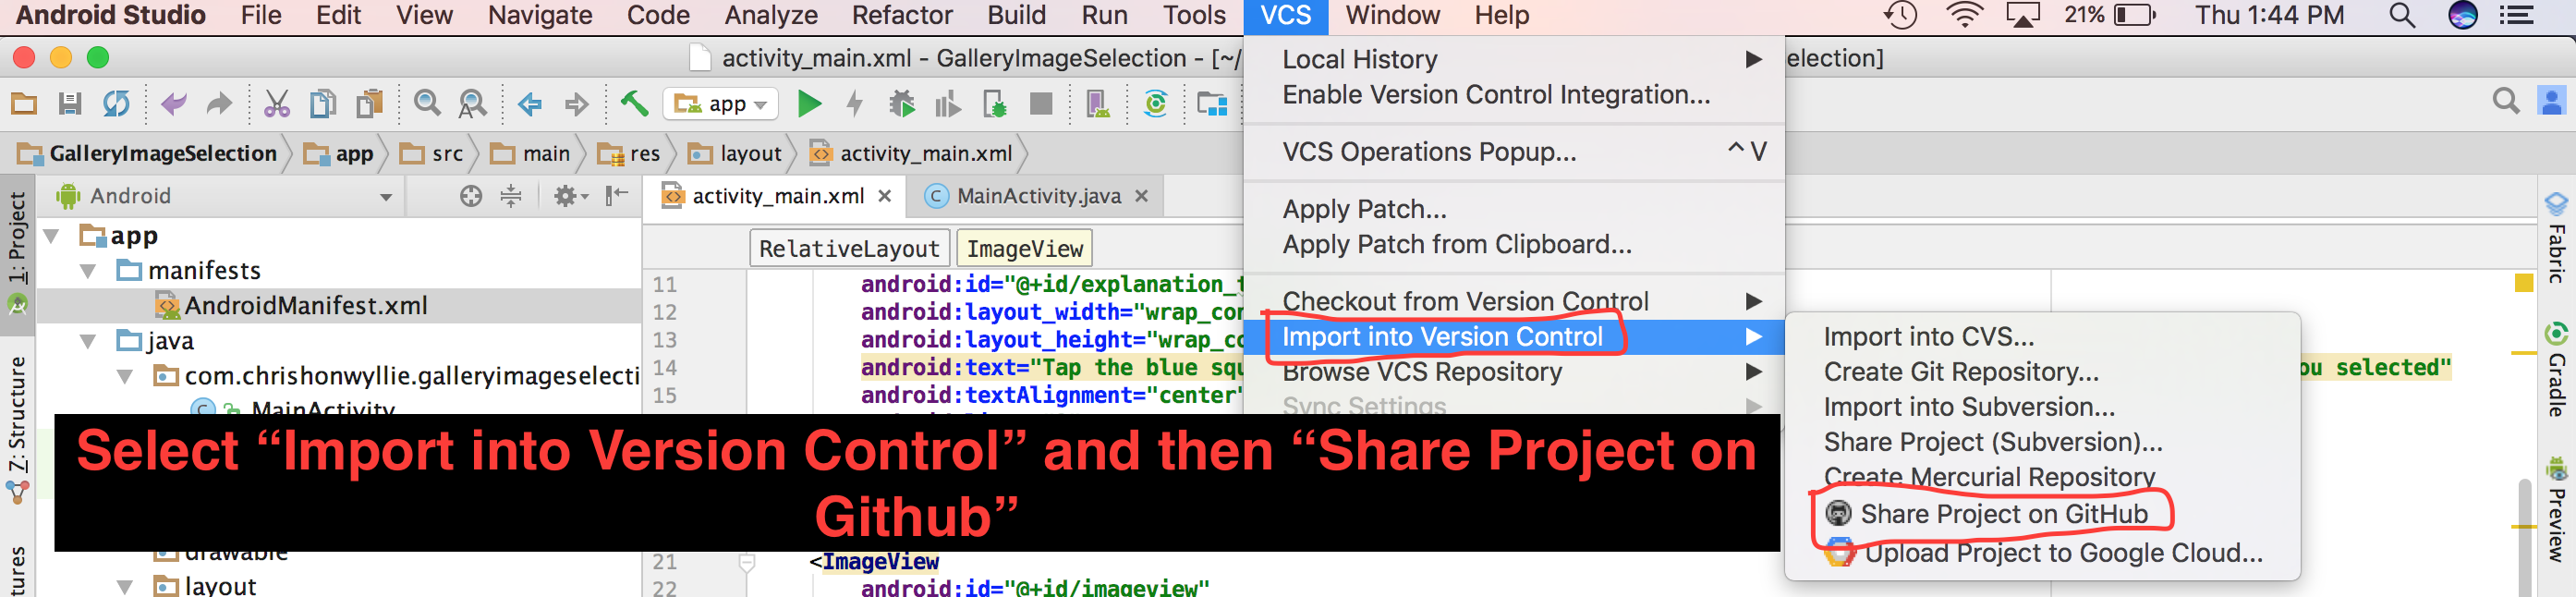 Android Studio File Edit View Navigate Code Analyze Refactor Build Run Tools VCS Window Help 21% Thu 1:44 PM
activity_main.xml - GalleryImageSelection - [~/ election]
app
GalleryImageSelection app src main res layout activity_main.xml
Android
activity_main.xml MainActivity.java
RelativeLayout ImageView
1: Project
Z: Structure
tures
app
manifests
AndroidManifest.xml
java
com.chrishonwyllie.galleryimageselecti
MainActivity
drawable
layout
11 android:id="@+id/explanation_t
12 android:layout_width="wrap_con
13 android:layout_height="wrap_co
14 android:text="Tap the blue squ ou selected"
15 android:textAlignment="center"
21 <ImageView
22 android:id="@+id/imageview"
Local History
Enable Version Control Integration...
VCS Operations Popup... ^V
Apply Patch...
Apply Patch from Clipboard...
Checkout from Version Control
Import into Version Control
Browse VCS Repository
Sync Settings
Import into CVS...
Create Git Repository...
Import into Subversion...
Share Project (Subversion)...
Create Mercurial Repository
Share Project on GitHub
Upload Project to Google Cloud...
Select “Import into Version Control” and then “Share Project on
Github”
Fabric
Gradle
Preview